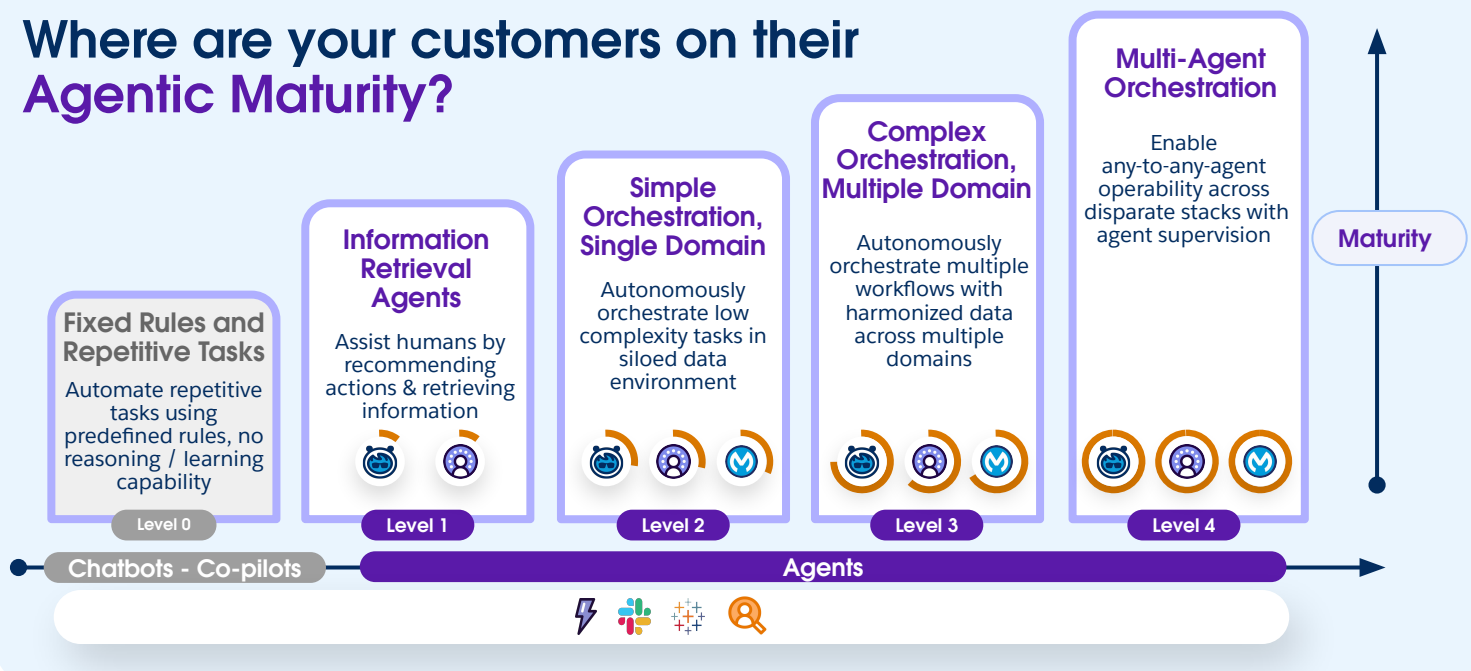 Where are your customers on their
Agentic Maturity?
Fixed Rules and
Repetitive Tasks
Automate repetitive
tasks using
predefined rules, no
reasoning / learning
capability
Level 0
Information
Retrieval
Agents
Assist humans by
recommending
actions & retrieving
information
Level 1
Simple
Orchestration,
Single Domain
Autonomously
orchestrate low
complexity tasks in
siloed data
environment
Level 2
Complex
Orchestration,
Multiple Domain
Autonomously
orchestrate multiple
workflows with
harmonized data
across multiple
domains
Level 3
Multi-Agent
Orchestration
Enable
any-to-any-agent
operability across
disparate stacks with
agent supervision
Level 4
Maturity
Chatbots - Co-pilots
Agents